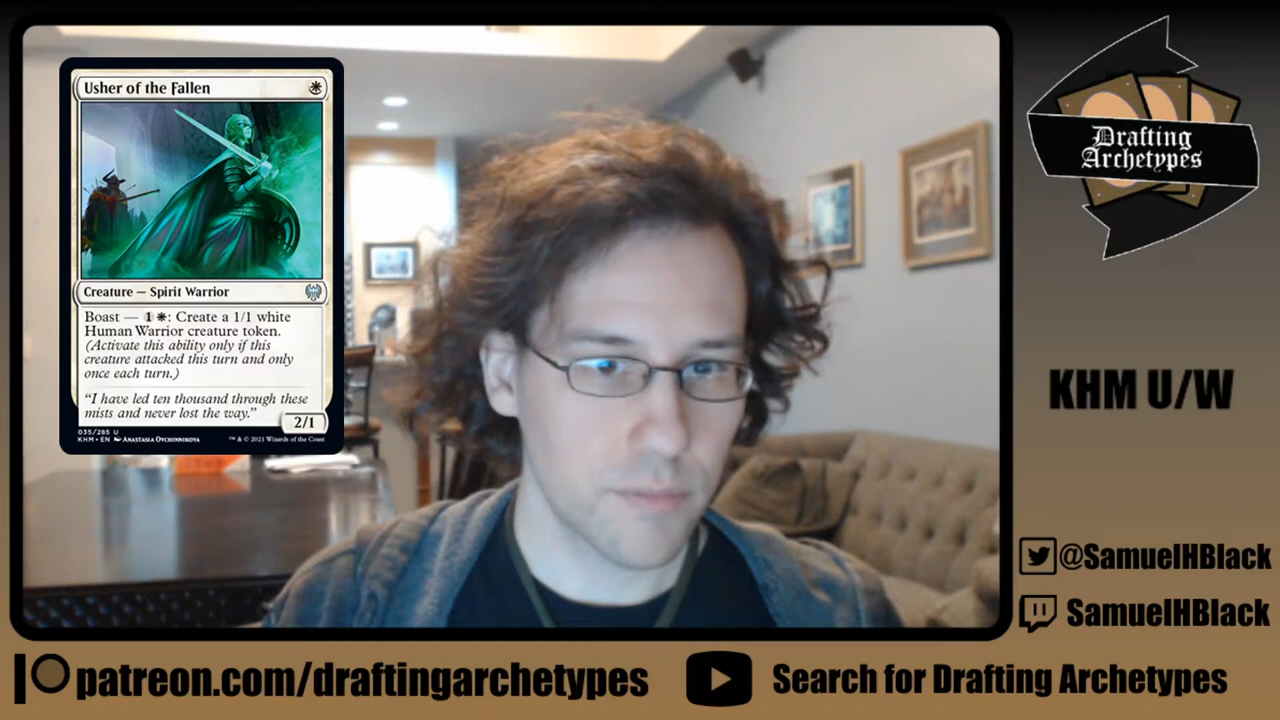 Usher of the Fallen
Creature — Spirit Warrior
Boast — 1: Create a 1/1 white
Human Warrior creature token.
(Activate this ability only if this
creature attacked this turn and only
once each turn.)
“I have led ten thousand through these
mists and never lost the way.”
2/1
035/285 U
KHM • EN Anastasia Ovchinnikova
™ & © 2021 Wizards of the Coast
Drafting
Archetypes
KHM U/W
@SamuelHBlack
SamuelHBlack
patreon.com/draftingarchetypes
Search for Drafting Archetypes